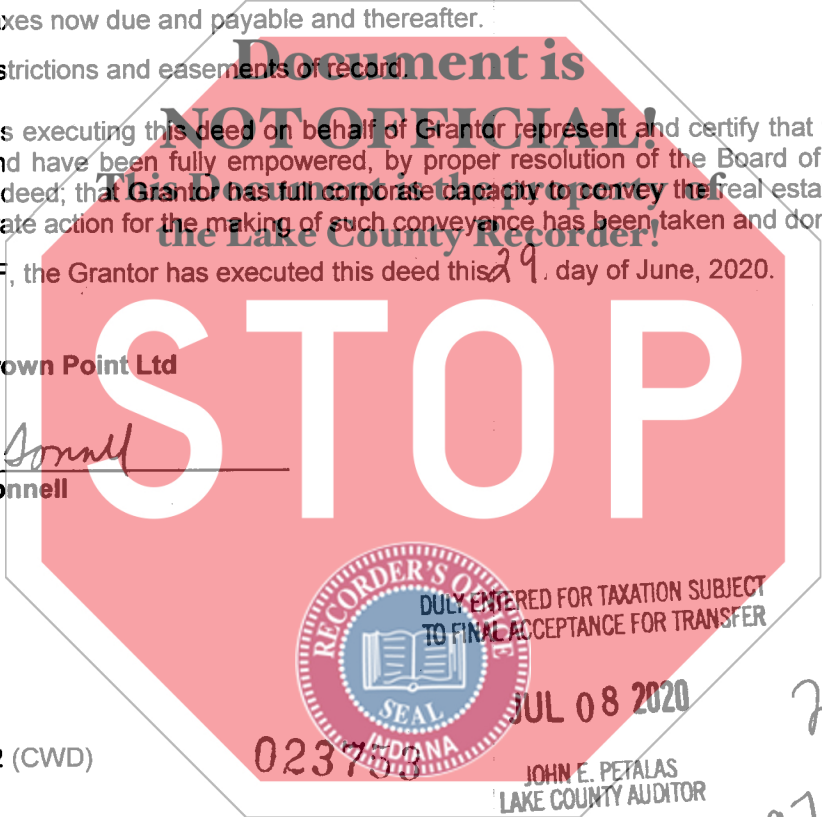 xes now due and payable and thereafter.
strictions and easements of record.
Document is
NOT OFFICIAL!
s executing this deed on behalf of Grantor represent and certify that
nd have been fully empowered, by proper resolution of the Board of
This Document is the property of
deed; that Grantor has full corporate capacity to convey the real esta
the Lake County Recorder!
ate action for the making of such conveyance has been taken and don
F, the Grantor has executed this deed this 29. day of June, 2020.
STOP
rown Point Ltd
onnell
RECORDER'S OFFICE
SEAL
INDIANA
DULY ENTERED FOR TAXATION SUBJECT
TO FINAL ACCEPTANCE FOR TRANSFER
JUL 08 2020
2 (CWD)
023753
JOHN E. PETALAS
LAKE COUNTY AUDITOR